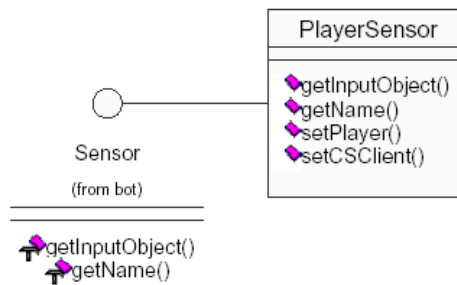 PlayerSensor
getInputObject()
getName()
setPlayer()
setCSClient()
Sensor
(from bot)
getInputObject()
getName()